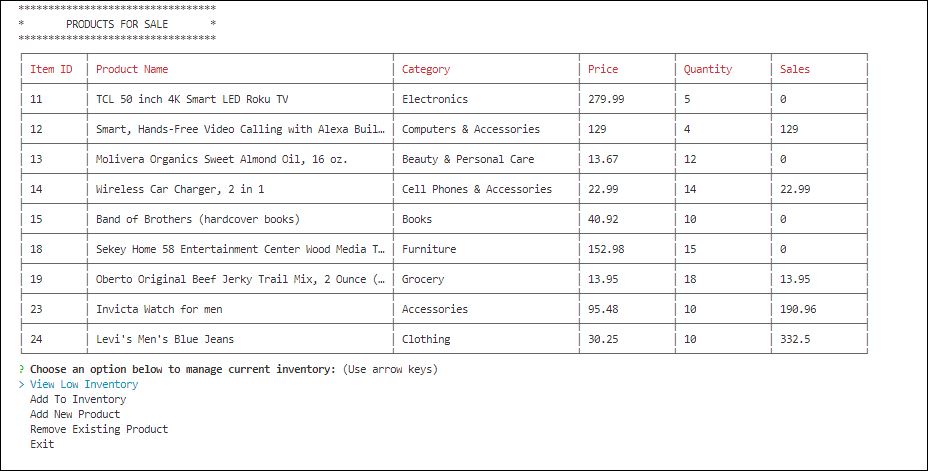 *********************************
* PRODUCTS FOR SALE *
*********************************
Item ID Product Name Category Price Quantity Sales
11 TCL 50 inch 4K Smart LED Roku TV Electronics 279.99 5 0
12 Smart, Hands-Free Video Calling with Alexa Buil… Computers & Accessories 129 4 129
13 Molivera Organics Sweet Almond Oil, 16 oz. Beauty & Personal Care 13.67 12 0
14 Wireless Car Charger, 2 in 1 Cell Phones & Accessories 22.99 14 22.99
15 Band of Brothers (hardcover books) Books 40.92 10 0
18 Sekey Home 58 Entertainment Center Wood Media T… Furniture 152.98 15 0
19 Oberto Original Beef Jerky Trail Mix, 2 Ounce (… Grocery 13.95 18 13.95
23 Invicta Watch for men Accessories 95.48 10 190.96
24 Levi's Men's Blue Jeans Clothing 30.25 10 332.5
? Choose an option below to manage current inventory: (Use arrow keys)
> View Low Inventory
Add To Inventory
Add New Product
Remove Existing Product
Exit